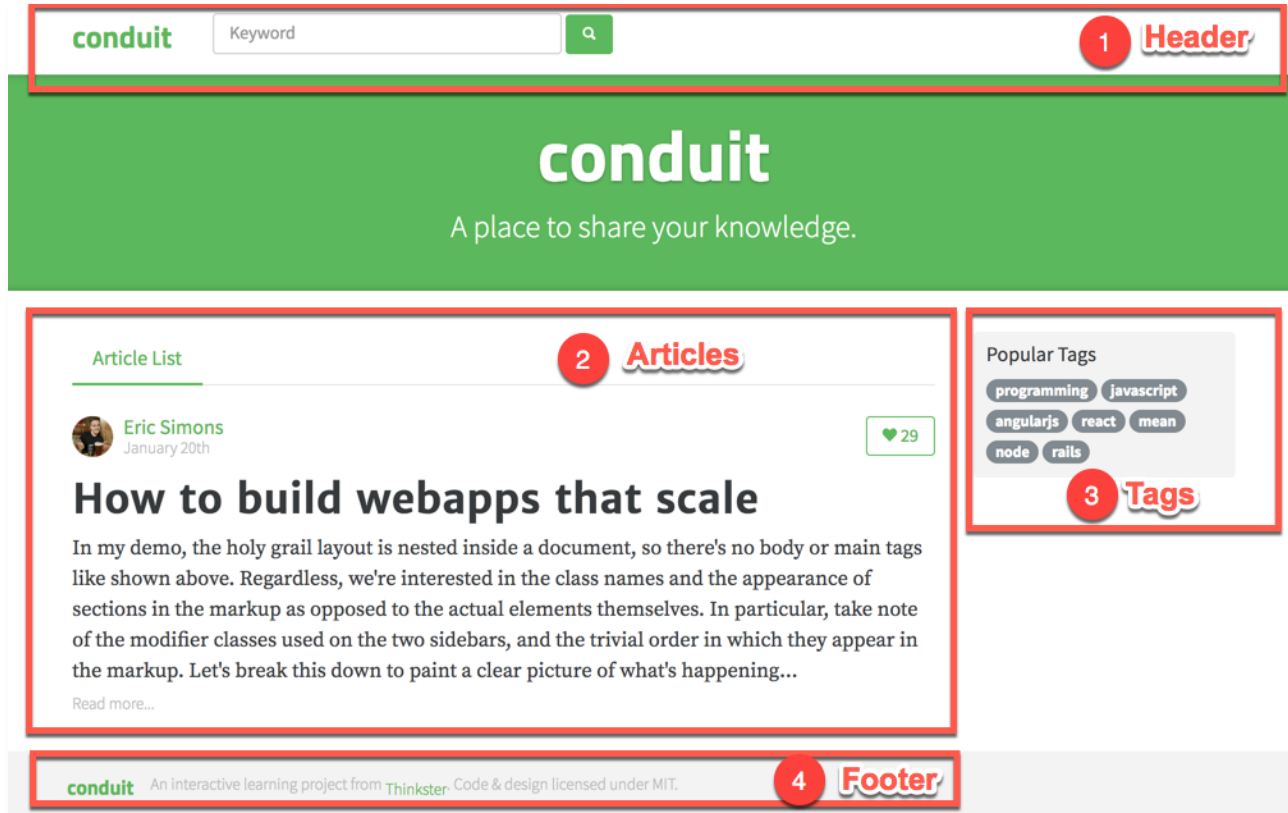 conduit Keyword
1 Header
conduit
A place to share your knowledge.
Article List
2 Articles
Eric Simons
January 20th
29
How to build webapps that scale
In my demo, the holy grail layout is nested inside a document, so there's no body or main tags
like shown above. Regardless, we're interested in the class names and the appearance of
sections in the markup as opposed to the actual elements themselves. In particular, take note
of the modifier classes used on the two sidebars, and the trivial order in which they appear in
the markup. Let's break this down to paint a clear picture of what's happening...
Read more...
Popular Tags
programming javascript
angularjs react mean
node rails
3 Tags
conduit An interactive learning project from Thinkster. Code & design licensed under MIT.
4 Footer